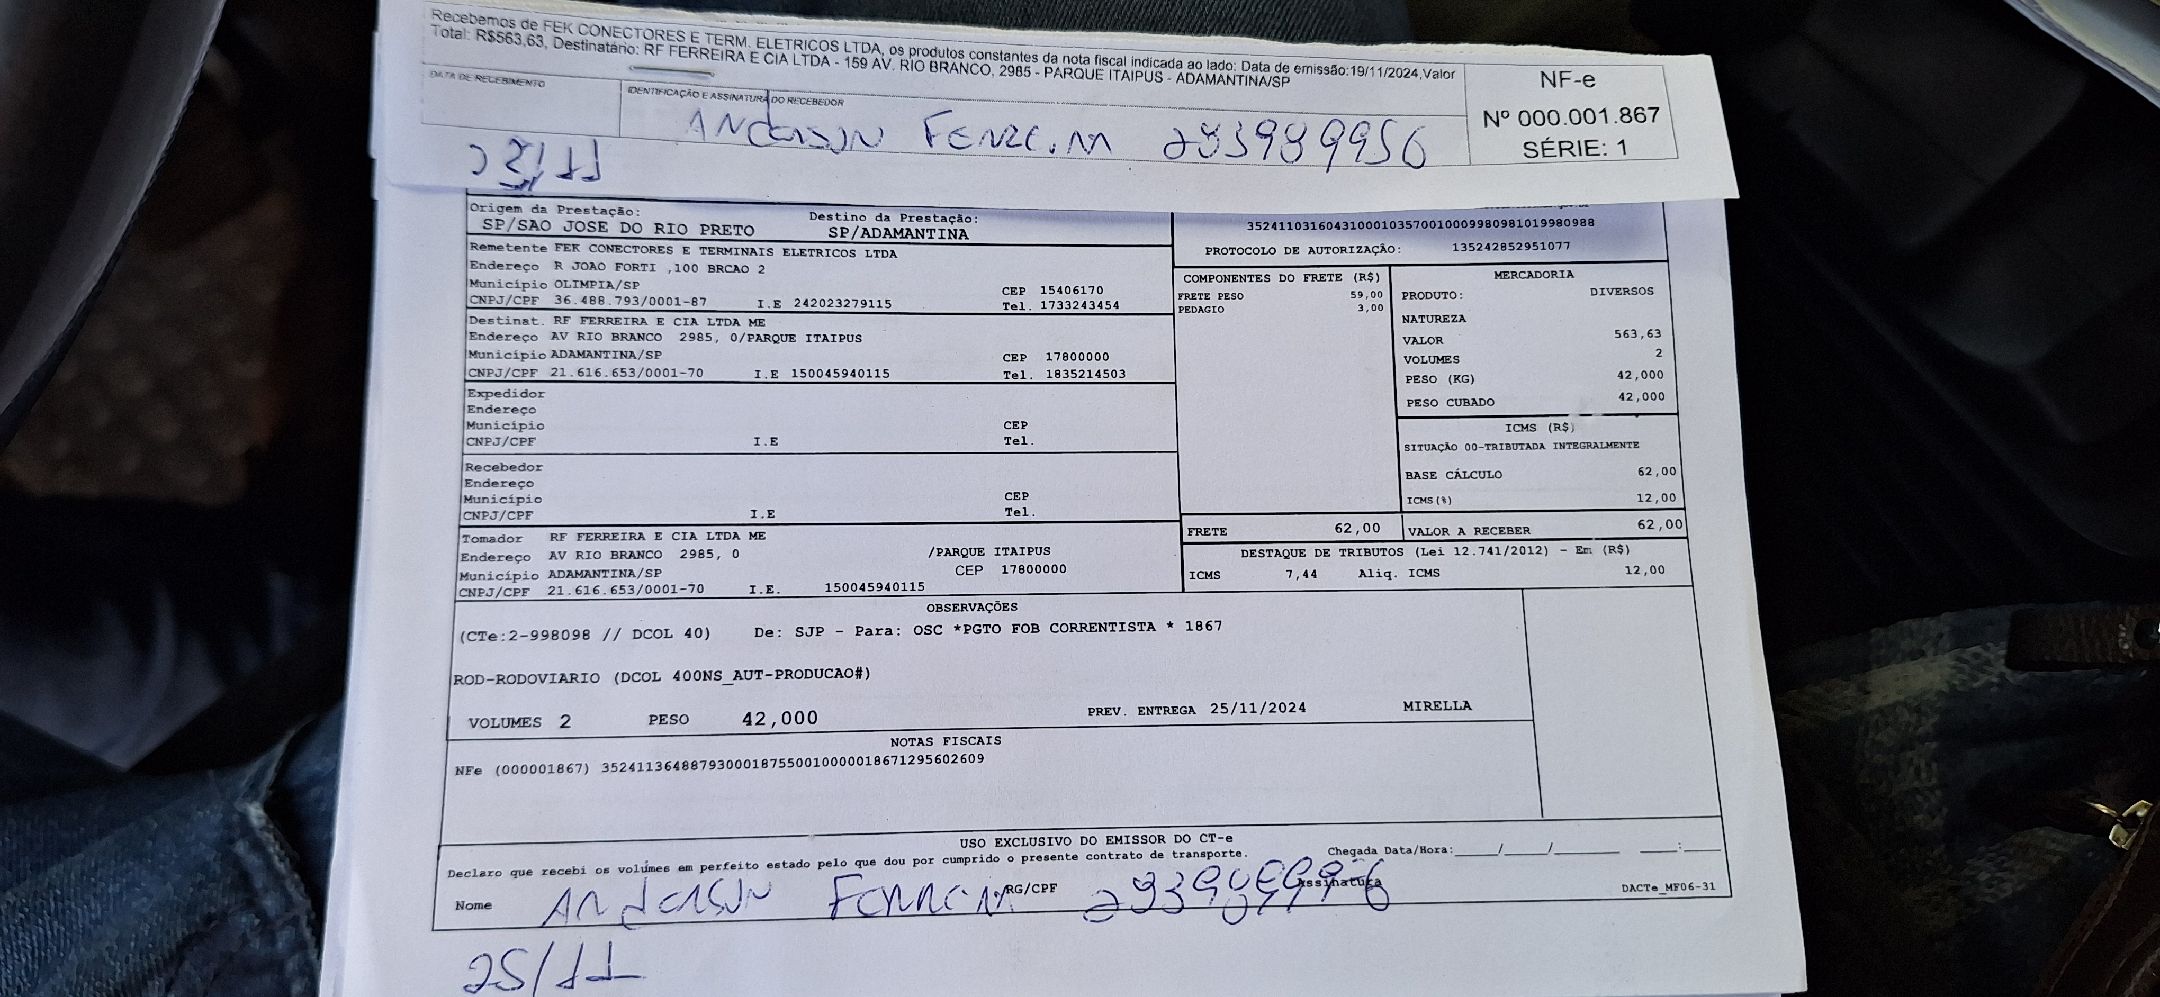 Recebemos de FEK CONECTORES E TERM. ELETRICOS LTDA, os produtos constantes da nota fiscal indicada ao lado: Data de emissão:19/11/2024,Valor
Total: R$563,63, Destinatário: RF FERREIRA E CIA LTDA - 159 AV. RIO BRANCO, 2985 - PARQUE ITAIPUS - ADAMANTINA/SP
NF-e
Nº 000.001.867
SÉRIE: 1
DATA DE RECEBIMENTO
IDENTIFICAÇÃO E ASSINATURA DO RECEBEDOR
Anderson
Origem da Prestação:
SP/SAO JOSE DO RIO PRETO
Destino da Prestação:
SP/ADAMANTINA
35241103160431000103570010009980981019980988
PROTOCOLO DE AUTORIZAÇÃO: 135242852951077
Remetente FEK CONECTORES E TERMINAIS ELETRICOS LTDA
Endereço R JOAO FORTI ,100 BRCAO 2
Município OLIMPIA/SP CEP 15406170
CNPJ/CPF 36.488.793/0001-87 I.E 242023279115 Tel. 1733243454
Destinat. RF FERREIRA E CIA LTDA ME
Endereço AV RIO BRANCO 2985, 0/PARQUE ITAIPUS
Município ADAMANTINA/SP CEP 17800000
CNPJ/CPF 21.616.653/0001-70 I.E 150045940115 Tel. 1835214503
Expedidor
Endereço
Município CEP
CNPJ/CPF I.E Tel.
Recebedor
Endereço
Município CEP
CNPJ/CPF I.E Tel.
Tomador RF FERREIRA E CIA LTDA ME
Endereço AV RIO BRANCO 2985, 0 /PARQUE ITAIPUS
Município ADAMANTINA/SP CEP 17800000
CNPJ/CPF 21.616.653/0001-70 I.E. 150045940115
COMPONENTES DO FRETE (R$)
FRETE PESO 59,00
PEDAGIO 3,00
MERCADORIA
PRODUTO: DIVERSOS
NATUREZA
VALOR 563,63
VOLUMES 2
PESO (KG) 42,000
PESO CUBADO 42,000
ICMS (R$)
SITUAÇÃO 00-TRIBUTADA INTEGRALMENTE
BASE CÁLCULO 62,00
ICMS(%) 12,00
FRETE 62,00
VALOR A RECEBER 62,00
DESTAQUE DE TRIBUTOS (Lei 12.741/2012) - Em (R$)
ICMS 7,44 Aliq. ICMS 12,00
OBSERVAÇÕES
(CTe:2-998098 // DCOL 40) De: SJP - Para: OSC *PGTO FOB CORRENTISTA * 1867
ROD-RODOVIARIO (DCOL 400NS_AUT-PRODUCAO#)
VOLUMES 2 PESO 42,000 PREV. ENTREGA 25/11/2024 MIRELLA
NOTAS FISCAIS
NFe (000001867) 35241136488793000187550010000018671295602609
USO EXCLUSIVO DO EMISSOR DO CT-e
Declaro que recebi os volumes em perfeito estado pelo que dou por cumprido o presente contrato de transporte.
Chegada Data/Hora:_____/_____/_______ ____:____
Nome Anderson RG/CPF Assinatura DACTe_MF06-31
25/11